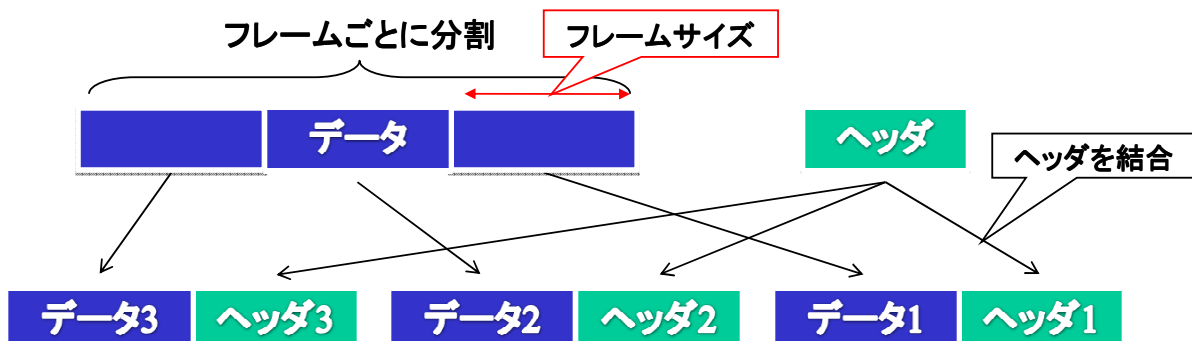 フレームごとに分割
フレームサイズ
データ
ヘッダ
ヘッダを結合
データ3
ヘッダ3
データ2
ヘッダ2
データ1
ヘッダ1